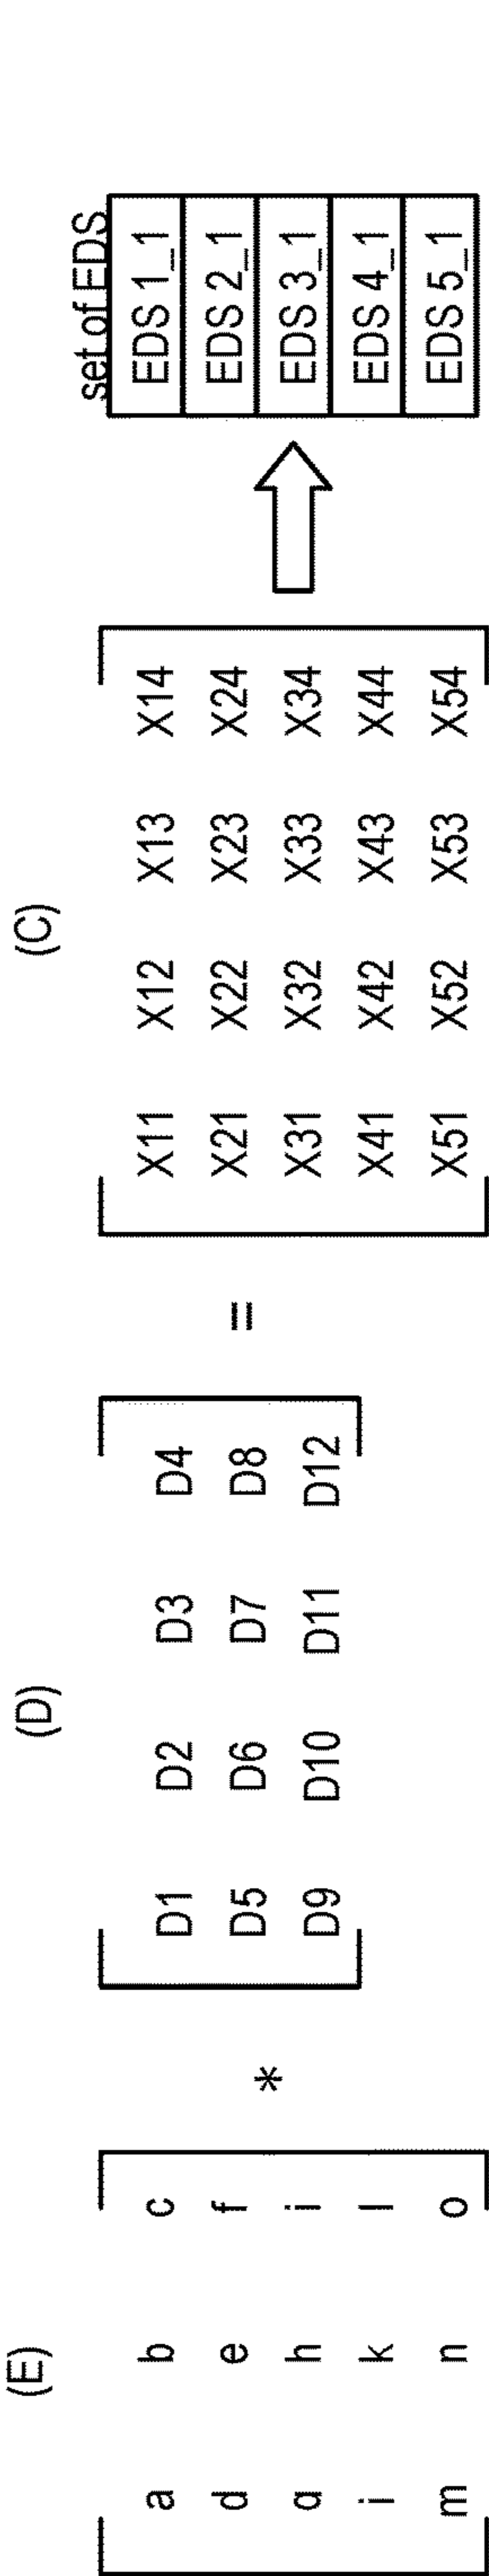 (E) (D) (C)
set of EDS
a b c * D1 D2 D3 D4 = X11 X12 X13 X14 EDS 1_1
d e f D5 D6 D7 D8 X21 X22 X23 X24 EDS 2_1
q h i D9 D10 D11 D12 X31 X32 X33 X34 EDS 3_1
i k l X41 X42 X43 X44 EDS 4_1
m n o X51 X52 X53 X54 EDS 5_1